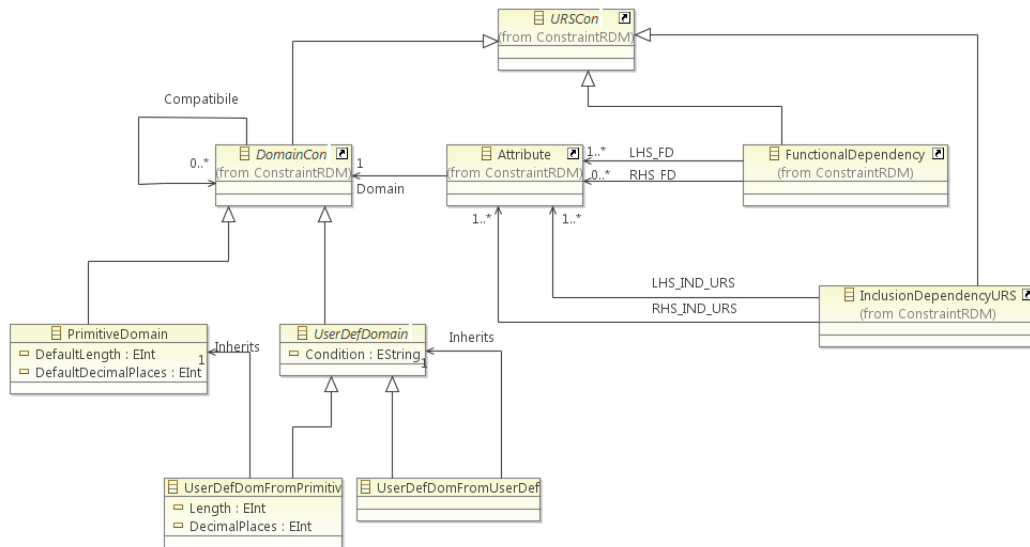 URSCon
(from ConstraintRDM)
Compatibile
0..*
DomainCon
(from ConstraintRDM)
1
Domain
Attribute
(from ConstraintRDM)
1..*
LHS_FD
0..*
RHS_FD
FunctionalDependency
(from ConstraintRDM)
1..*
1..*
LHS_IND_URS
RHS_IND_URS
InclusionDependencyURS
(from ConstraintRDM)
PrimitiveDomain
DefaultLength : EInt
DefaultDecimalPlaces : EInt
1
Inherits
UserDefDomain
Condition : EString
1
Inherits
UserDefDomFromPrimitiv
Length : EInt
DecimalPlaces : EInt
UserDefDomFromUserDef